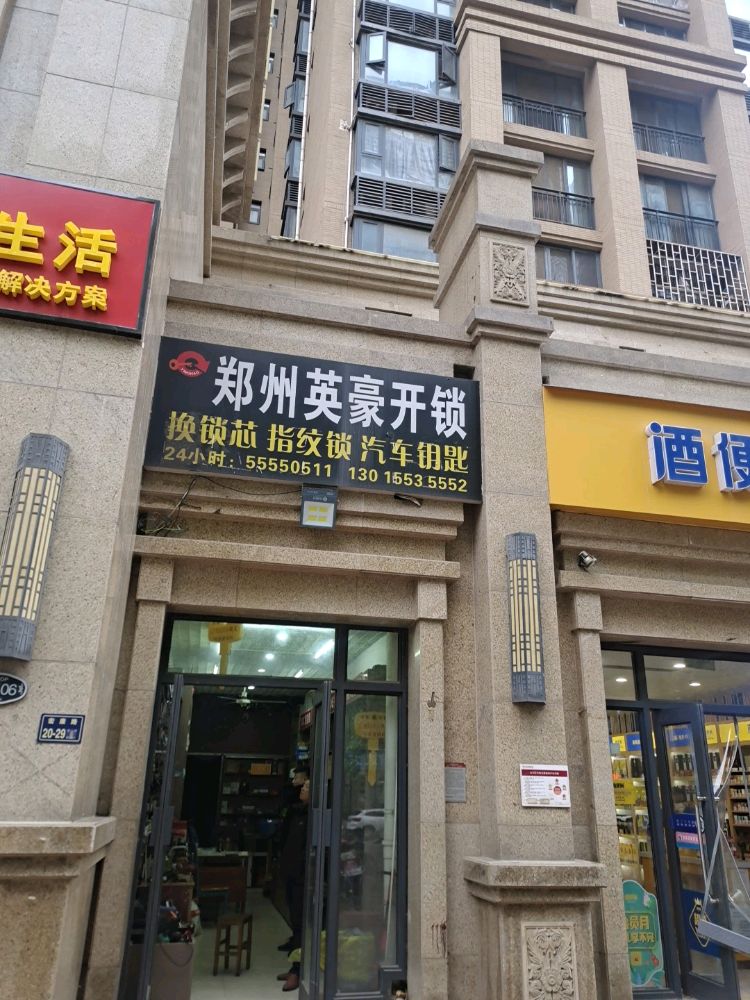 生活
解决方案
郑州英豪开锁
换锁芯 指纹锁 汽车钥匙
24小时：55550511 130 1553 5552
酒便
06
20-29